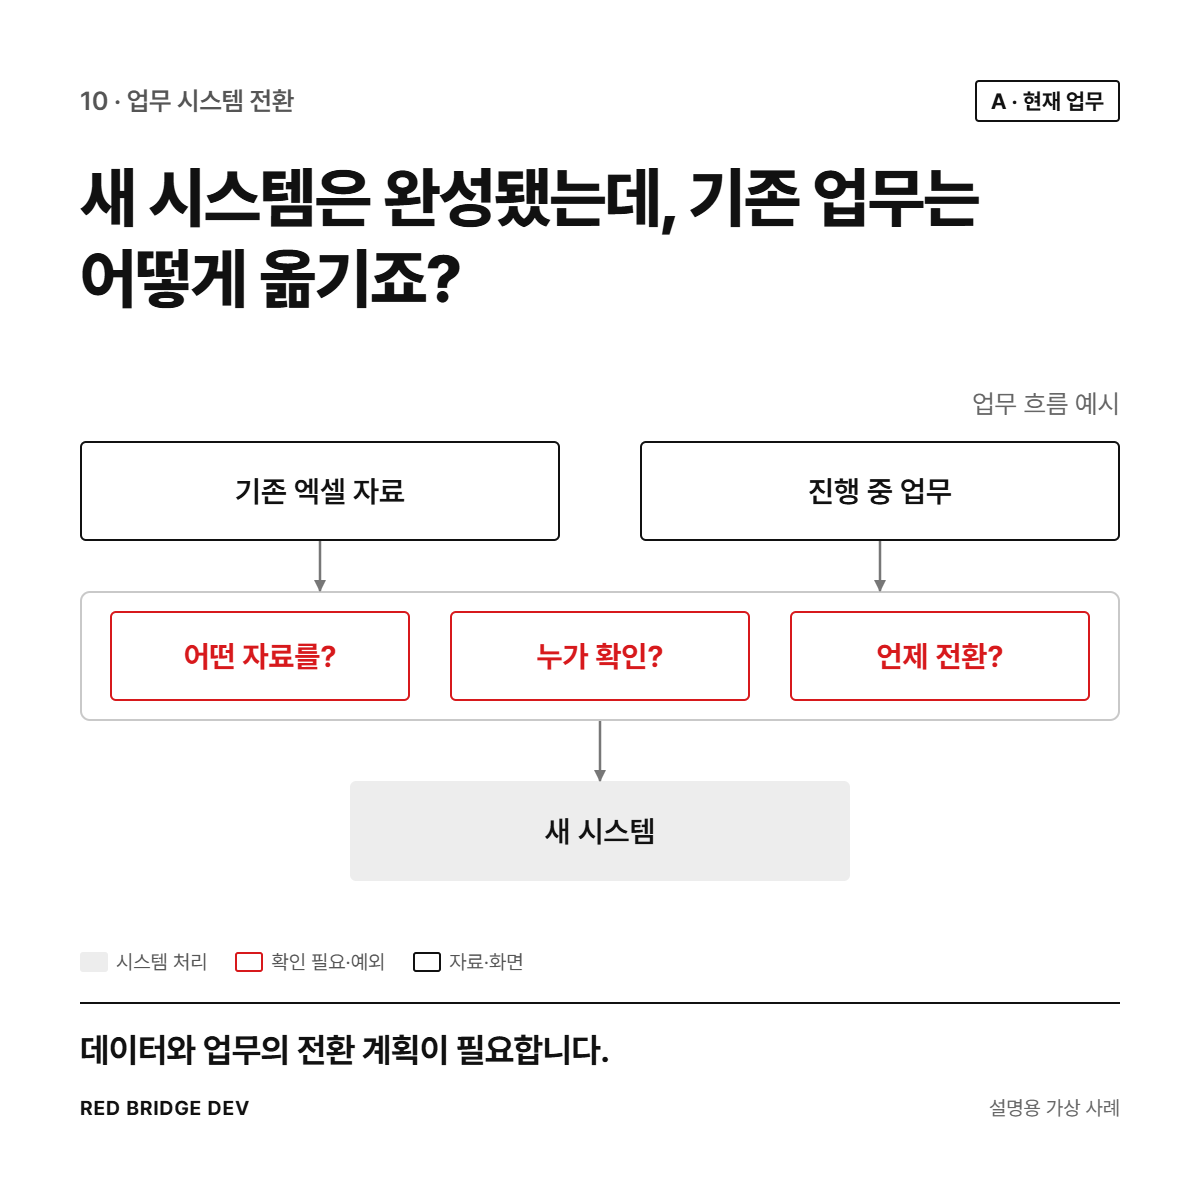 10 · 업무 시스템 전환
A · 현재 업무
새 시스템은 완성됐는데, 기존 업무는
어떻게 옮기죠?
업무 흐름 예시
기존 엑셀 자료
진행 중 업무
어떤 자료를?
누가 확인?
언제 전환?
새 시스템
시스템 처리
확인 필요·예외
자료·화면
데이터와 업무의 전환 계획이 필요합니다.
RED BRIDGE DEV
설명용 가상 사례